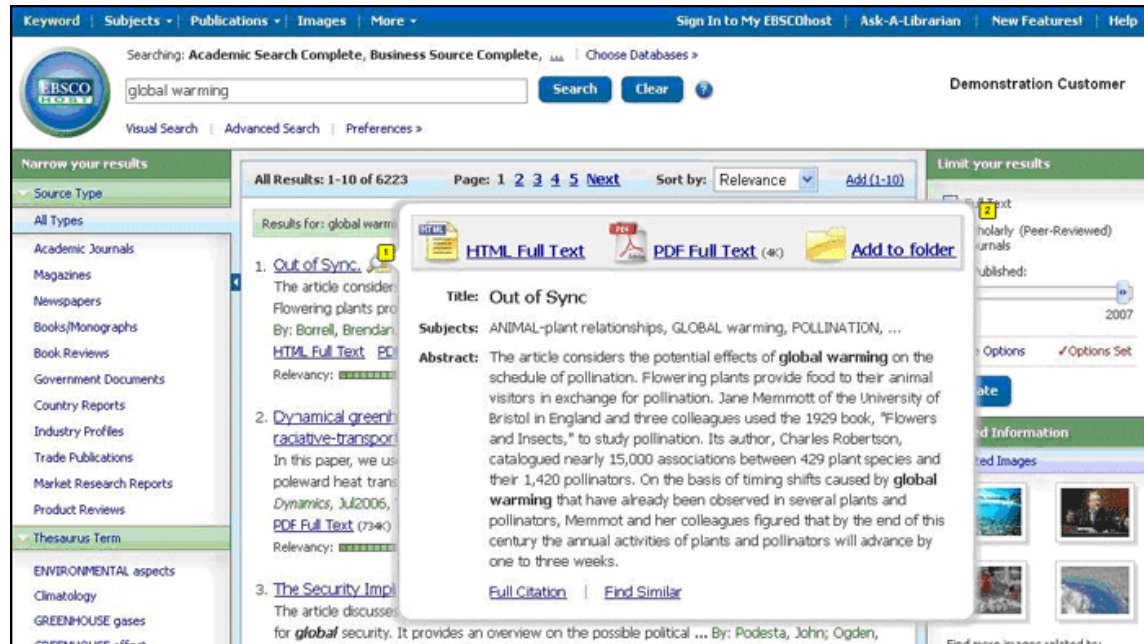 Keyword Subjects Publications Images More Sign In to My EBSCOhost Ask-A-Librarian New Features! Help
Searching: Academic Search Complete, Business Source Complete, ... Choose Databases »
EBSCO
HOST
global warming Search Clear ?
Demonstration Customer
Visual Search Advanced Search Preferences »
Narrow your results
Source Type
All Types
Academic Journals
Magazines
Newspapers
Books/Monographs
Book Reviews
Government Documents
Country Reports
Industry Profiles
Trade Publications
Market Research Reports
Product Reviews
Thesaurus Term
ENVIRONMENTAL aspects
Climatology
GREENHOUSE gases
All Results: 1-10 of 6223 Page: 1 2 3 4 5 Next Sort by: Relevance Add (1-10)
Results for: global
1. Out of Sync. 1
The article
Flowering plants
By: Borrell, Brendan
HTML Full Text
Relevancy:
2. Dynamical
In this paper, we
poleward heat
Dynamics, Jul2006,
PDF Full Text (734K)
Relevancy:
3. The Security
The article
for global security. It provides an overview on the possible political ... By: Podesta, John; Ogden,
HTML HTML Full Text PDF PDF Full Text (4K) Add to folder
Title: Out of Sync
Subjects: ANIMAL-plant relationships, GLOBAL warming, POLLINATION, ...
Abstract: The article considers the potential effects of global warming on the
schedule of pollination. Flowering plants provide food to their animal
visitors in exchange for pollination. Jane Memmott of the University of
Bristol in England and three colleagues used the 1929 book, "Flowers
and Insects," to study pollination. Its author, Charles Robertson,
catalogued nearly 15,000 associations between 429 plant species and
their 1,420 pollinators. On the basis of timing shifts caused by global
warming that have already been observed in several plants and
pollinators, Memmot and her colleagues figured that by the end of this
century the annual activities of plants and pollinators will advance by
one to three weeks.
Full Citation Find Similar
Limit your results
2 Text
(Peer-Reviewed)
2007
Options Options Set
Information
Images